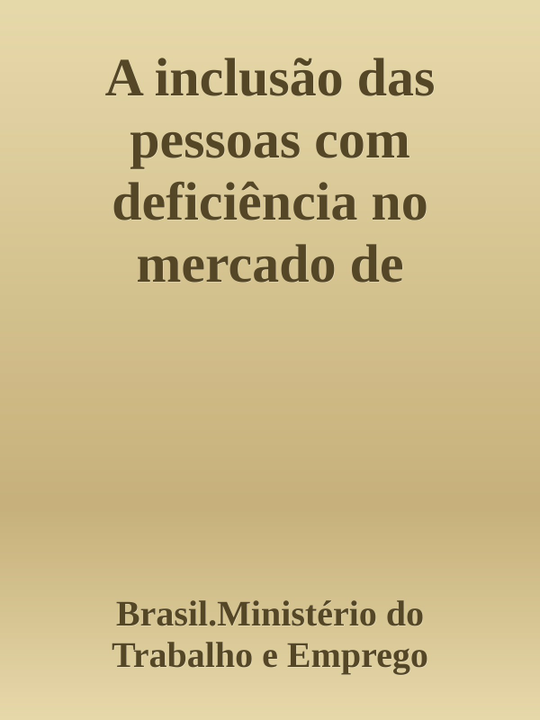 A inclusão das
pessoas com
deficiência no
mercado de
Brasil.Ministério do
Trabalho e Emprego